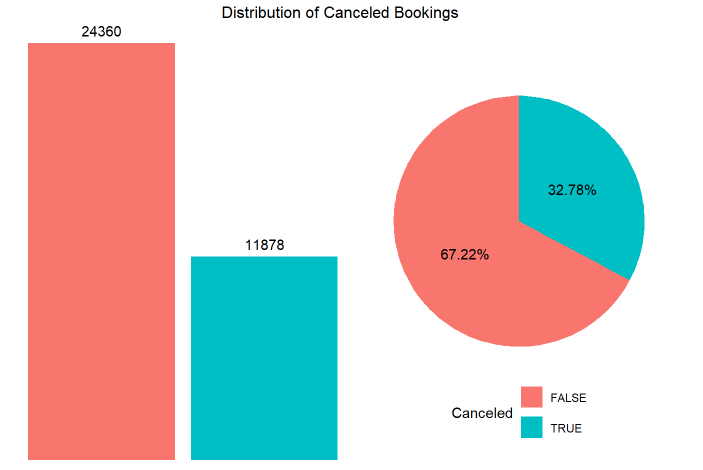 Distribution of Canceled Bookings
24360
11878
32.78%
67.22%
Canceled
FALSE
TRUE